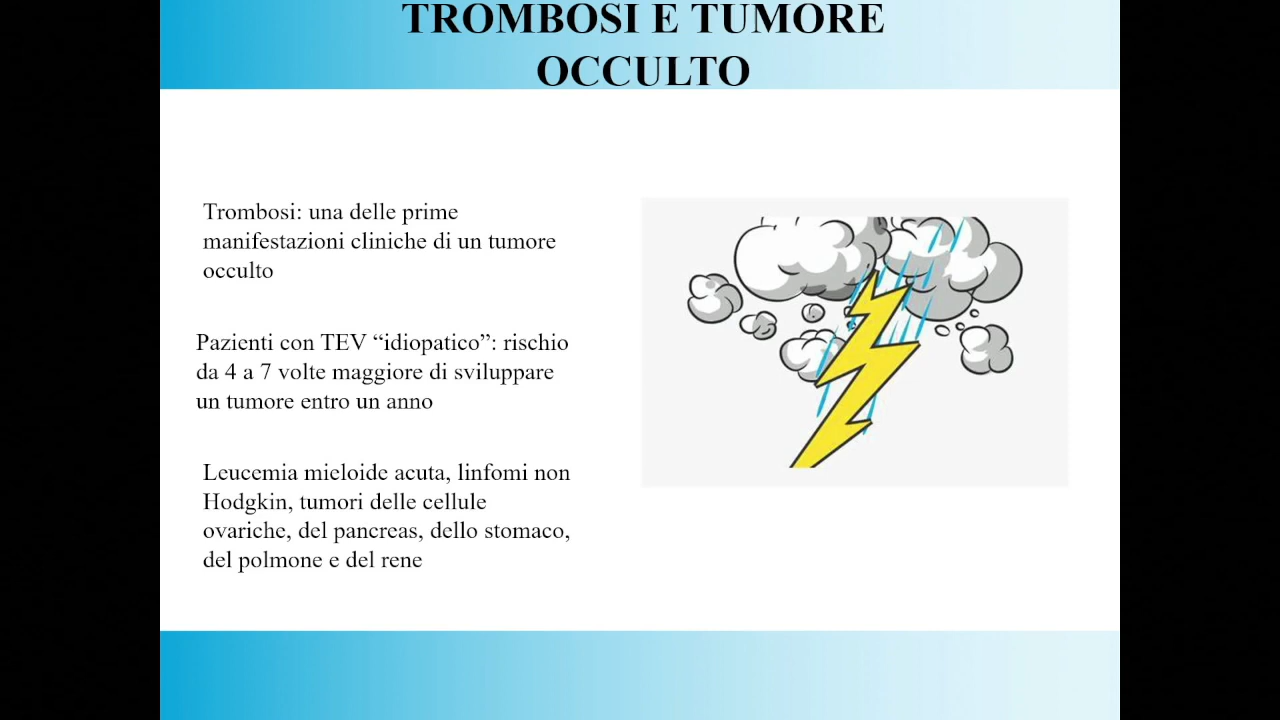 TROMBOSI E TUMORE
OCCULTO
Trombosi: una delle prime
manifestazioni cliniche di un tumore
occulto
Pazienti con TEV “idiopatico”: rischio
da 4 a 7 volte maggiore di sviluppare
un tumore entro un anno
Leucemia mieloide acuta, linfomi non
Hodgkin, tumori delle cellule
ovariche, del pancreas, dello stomaco,
del polmone e del rene